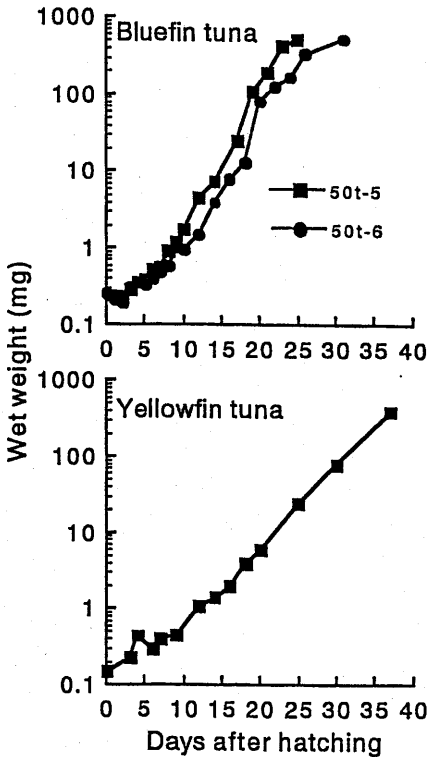 Bluefin tuna
1000
100
10
1
0.1
50t-5
50t-6
0 5 10 15 20 25 30 35 40
Wet weight (mg)
Yellowfin tuna
1000
100
10
1
0.1
0 5 10 15 20 25 30 35 40
Days after hatching